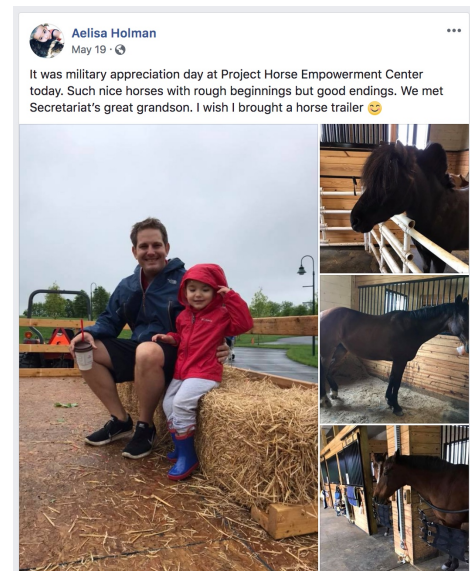 Aelisa Holman
May 19 ·
It was military appreciation day at Project Horse Empowerment Center
today. Such nice horses with rough beginnings but good endings. We met
Secretariat's great grandson. I wish I brought a horse trailer 😊